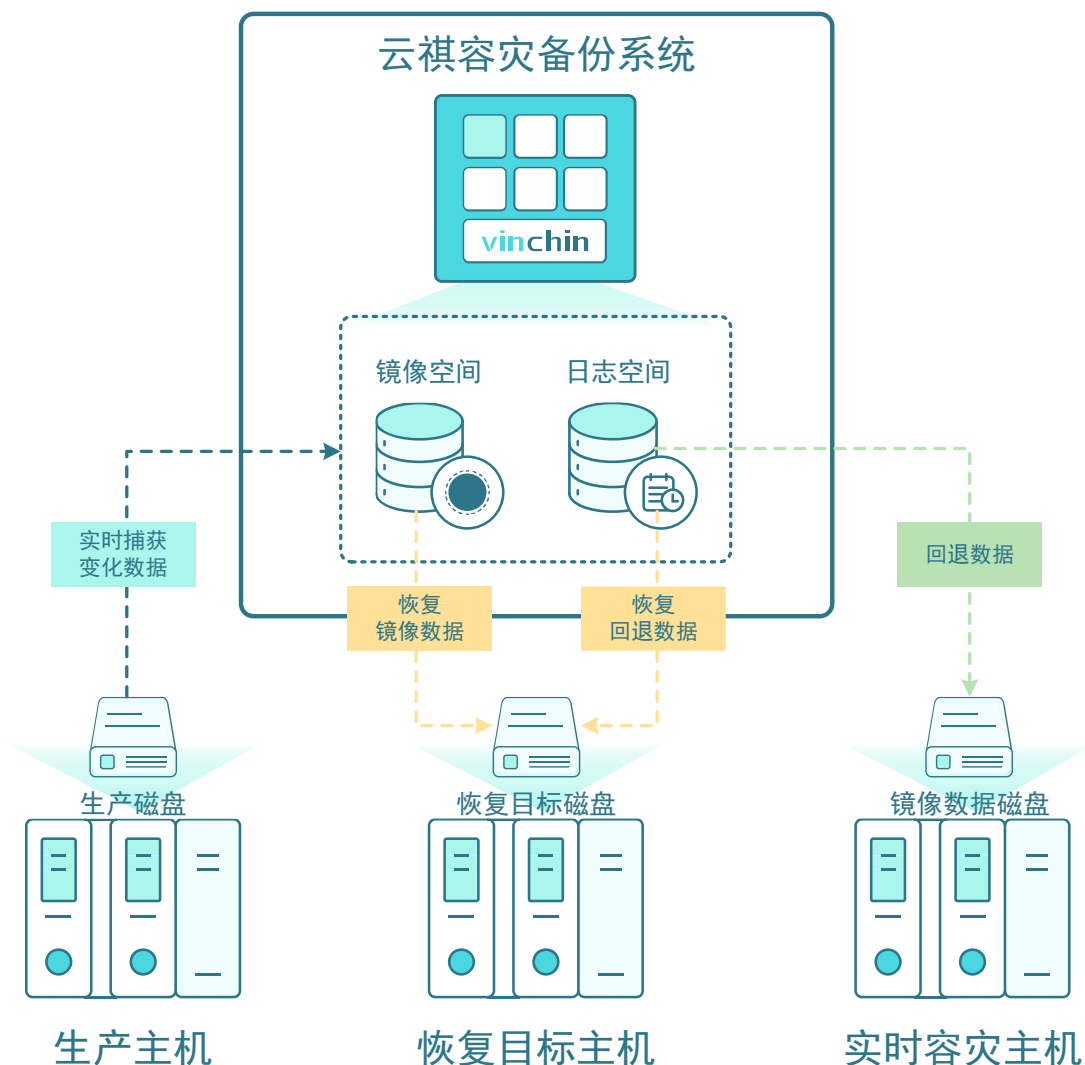 云祺容灾备份系统
vinchin
镜像空间
日志空间
实时捕获
变化数据
回退数据
恢复
镜像数据
恢复
回退数据
生产磁盘
恢复目标磁盘
镜像数据磁盘
生产主机
恢复目标主机
实时容灾主机